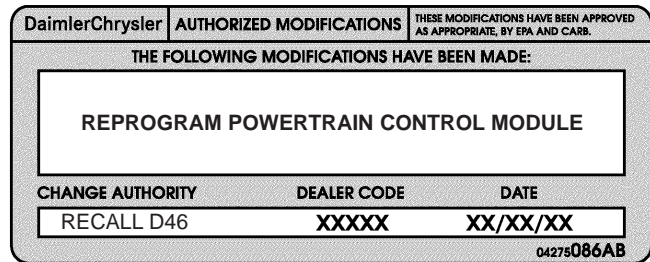 DaimlerChrysler AUTHORIZED MODIFICATIONS THESE MODIFICATIONS HAVE BEEN APPROVED
AS APPROPRIATE, BY EPA AND CARB.
THE FOLLOWING MODIFICATIONS HAVE BEEN MADE:
REPROGRAM POWERTRAIN CONTROL MODULE
CHANGE AUTHORITY DEALER CODE DATE
RECALL D46 XXXXX XX/XX/XX
04275086AB